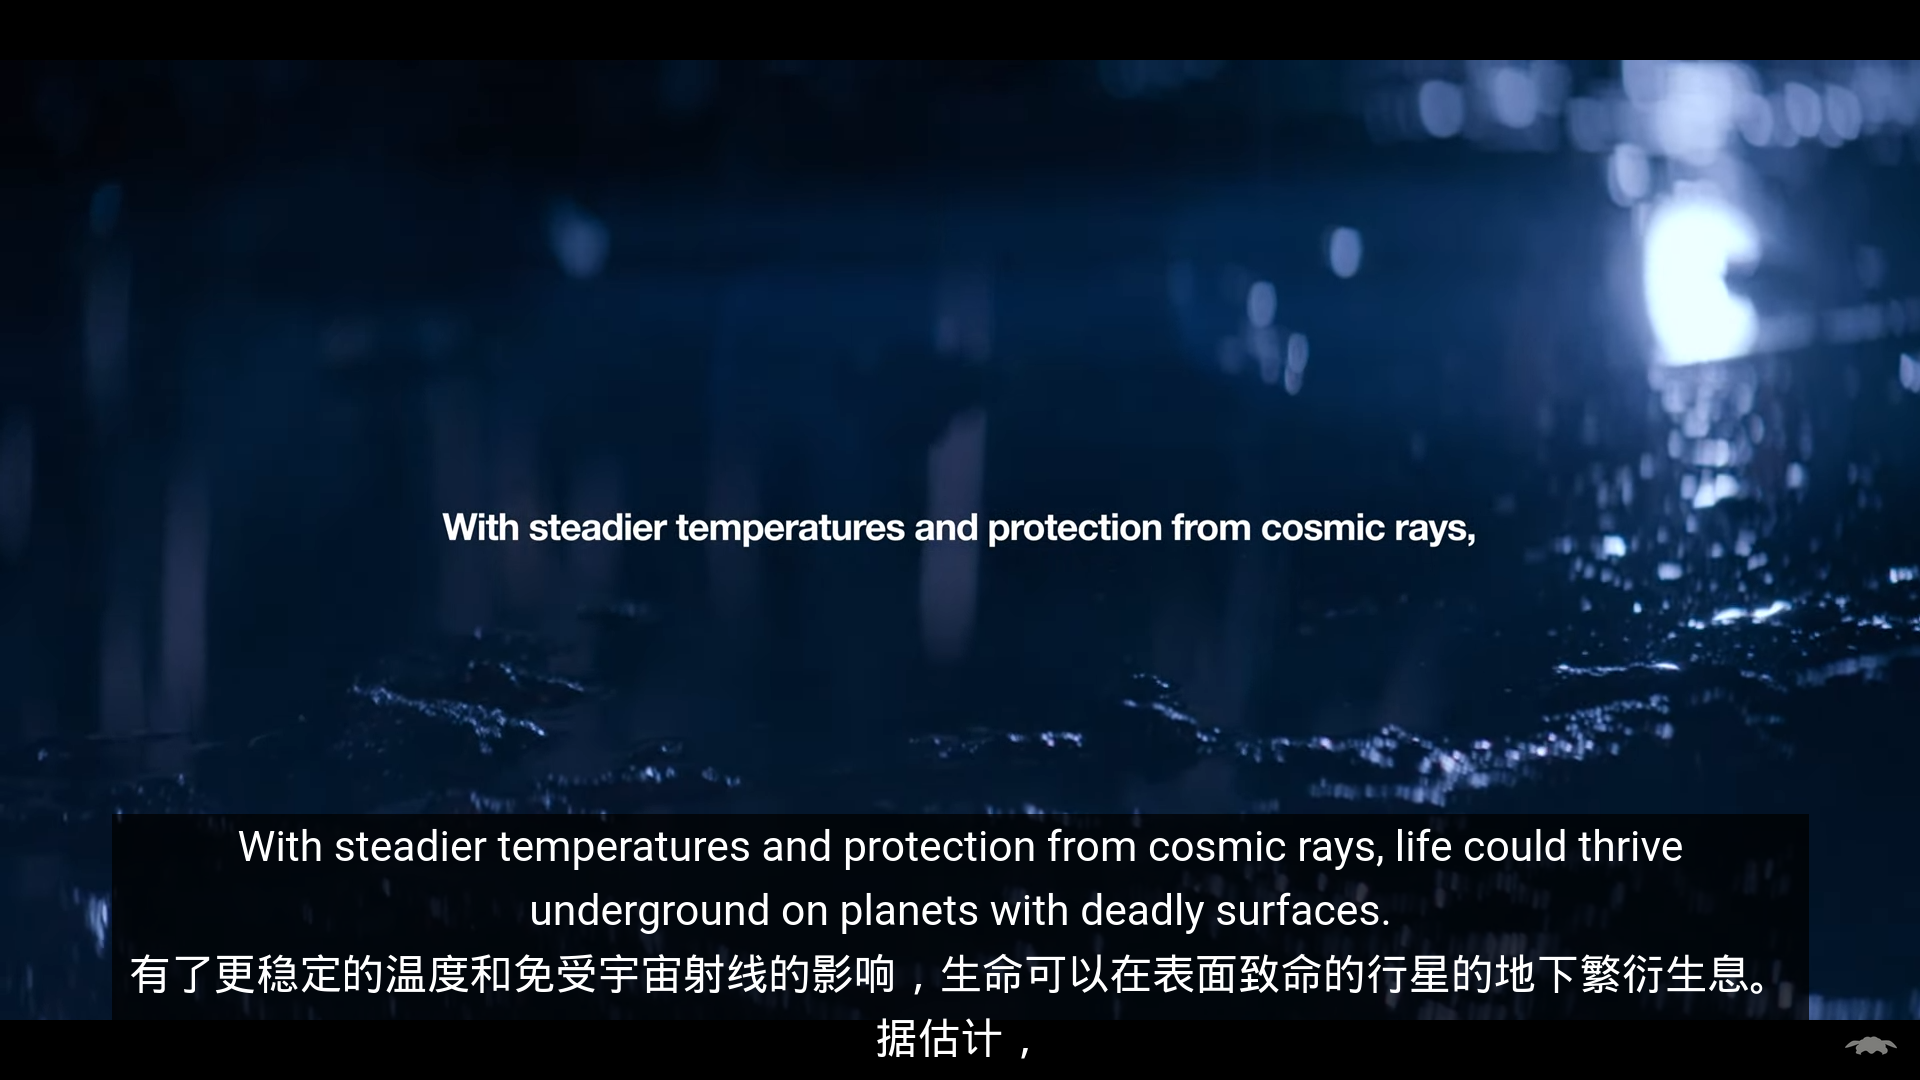 With steadier temperatures and protection from cosmic rays,
With steadier temperatures and protection from cosmic rays, life could thrive
underground on planets with deadly surfaces.
有了更稳定的温度和免受宇宙射线的影响，生命可以在表面致命的行星的地下繁衍生息。
据估计，